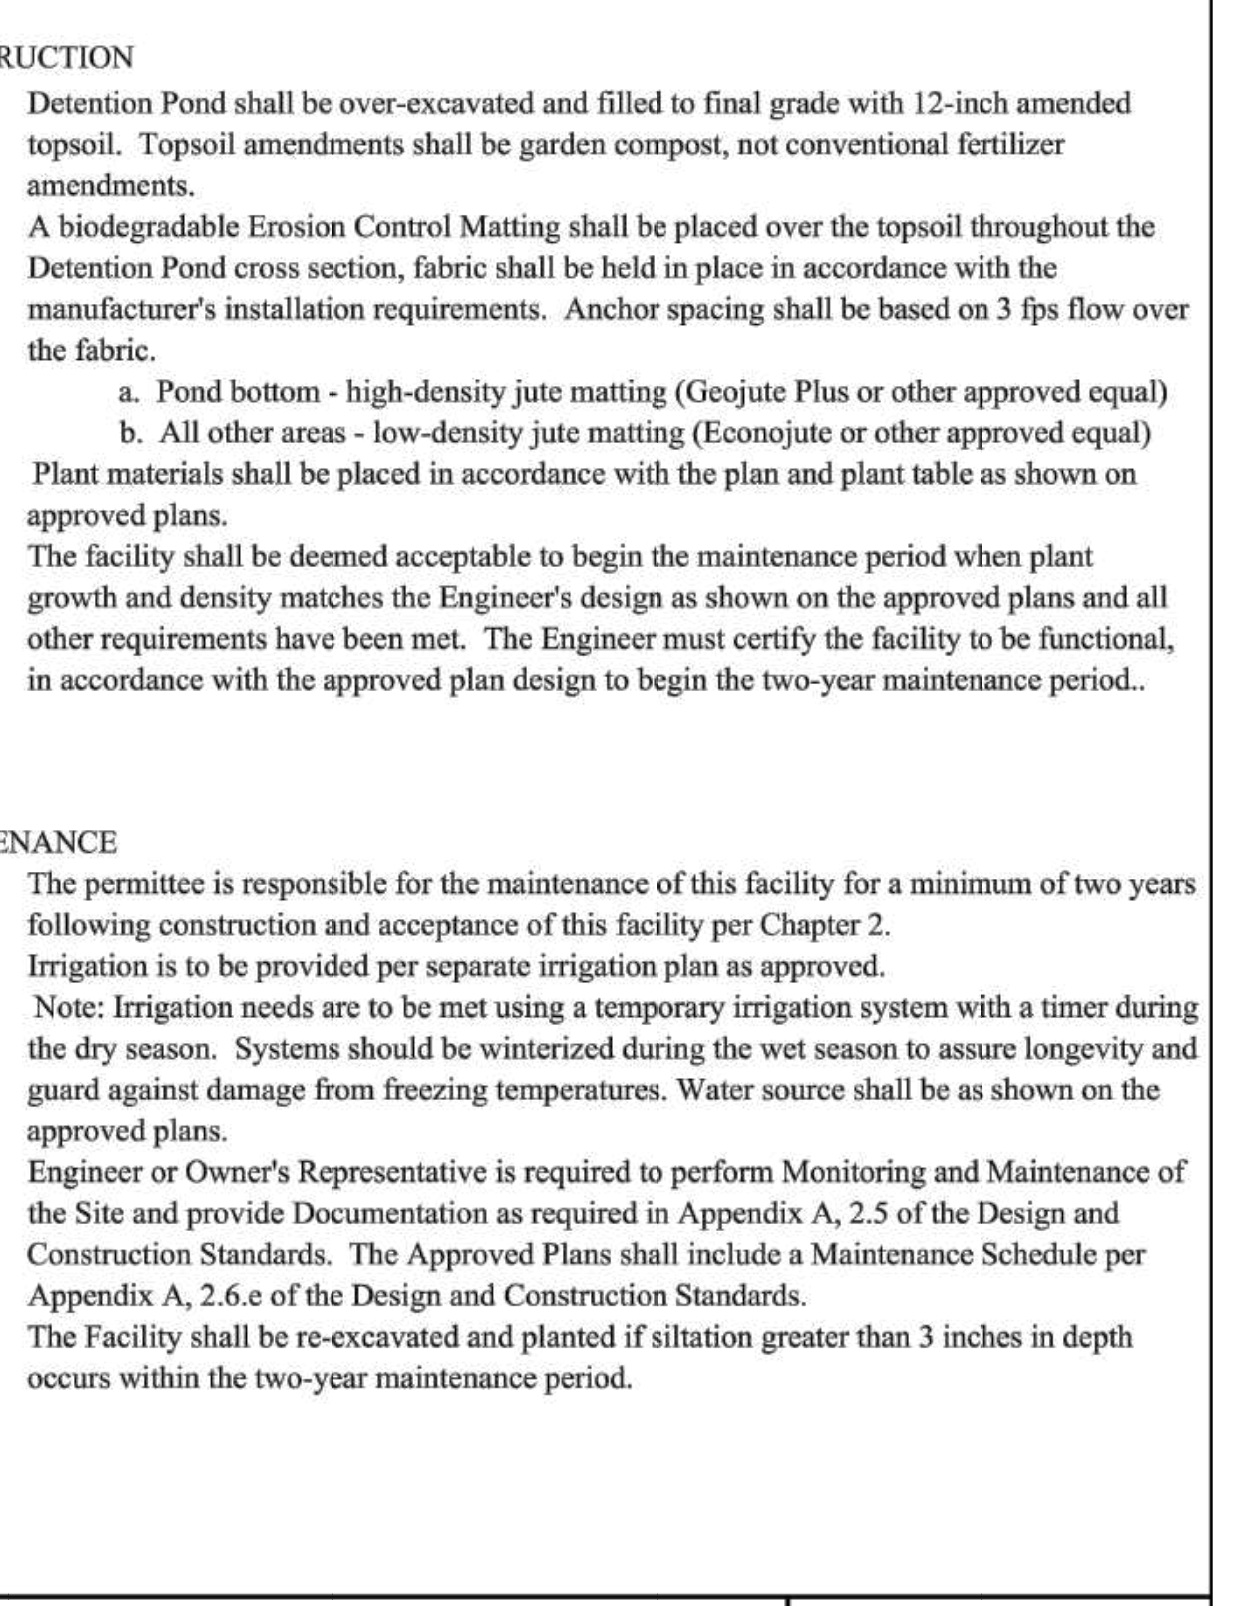 RUCTION
Detention Pond shall be over-excavated and filled to final grade with 12-inch amended
topsoil.  Topsoil amendments shall be garden compost, not conventional fertilizer
amendments.
A biodegradable Erosion Control Matting shall be placed over the topsoil throughout the
Detention Pond cross section, fabric shall be held in place in accordance with the
manufacturer's installation requirements.  Anchor spacing shall be based on 3 fps flow over
the fabric.
a.  Pond bottom - high-density jute matting (Geojute Plus or other approved equal)
b.  All other areas - low-density jute matting (Econojute or other approved equal)
Plant materials shall be placed in accordance with the plan and plant table as shown on
approved plans.
The facility shall be deemed acceptable to begin the maintenance period when plant
growth and density matches the Engineer's design as shown on the approved plans and all
other requirements have been met.  The Engineer must certify the facility to be functional,
in accordance with the approved plan design to begin the two-year maintenance period..
ENANCE
The permittee is responsible for the maintenance of this facility for a minimum of two years
following construction and acceptance of this facility per Chapter 2.
Irrigation is to be provided per separate irrigation plan as approved.
Note: Irrigation needs are to be met using a temporary irrigation system with a timer during
the dry season.  Systems should be winterized during the wet season to assure longevity and
guard against damage from freezing temperatures. Water source shall be as shown on the
approved plans.
Engineer or Owner's Representative is required to perform Monitoring and Maintenance of
the Site and provide Documentation as required in Appendix A, 2.5 of the Design and
Construction Standards.  The Approved Plans shall include a Maintenance Schedule per
Appendix A, 2.6.e of the Design and Construction Standards.
The Facility shall be re-excavated and planted if siltation greater than 3 inches in depth
occurs within the two-year maintenance period.